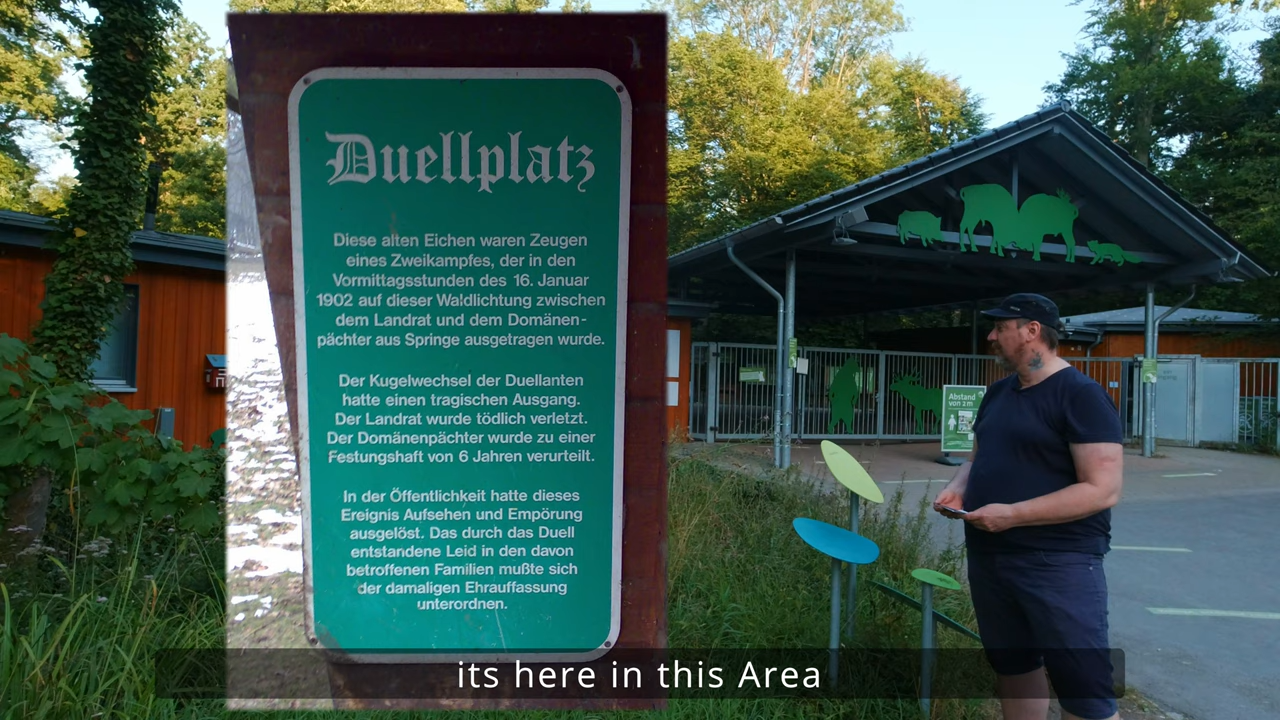 Duellplatz
Diese alten Eichen waren Zeugen
eines Zweikampfes, der in den
Vormittagsstunden des 16. Januar
1902 auf dieser Waldlichtung zwischen
dem Landrat und dem Domänen-
pächter aus Springe ausgetragen wurde.
Der Kugelwechsel der Duellanten
hatte einen tragischen Ausgang.
Der Landrat wurde tödlich verletzt.
Der Domänenpächter wurde zu einer
Festungshaft von 6 Jahren verurteilt.
In der Öffentlichkeit hatte dieses
Ereignis Aufsehen und Empörung
ausgelöst. Das durch das Duell
entstandene Leid in den davon
betroffenen Familien mußte sich
der damaligen Ehrauffassung
unterordnen.
Abstand
von 2 m
its here in this Area